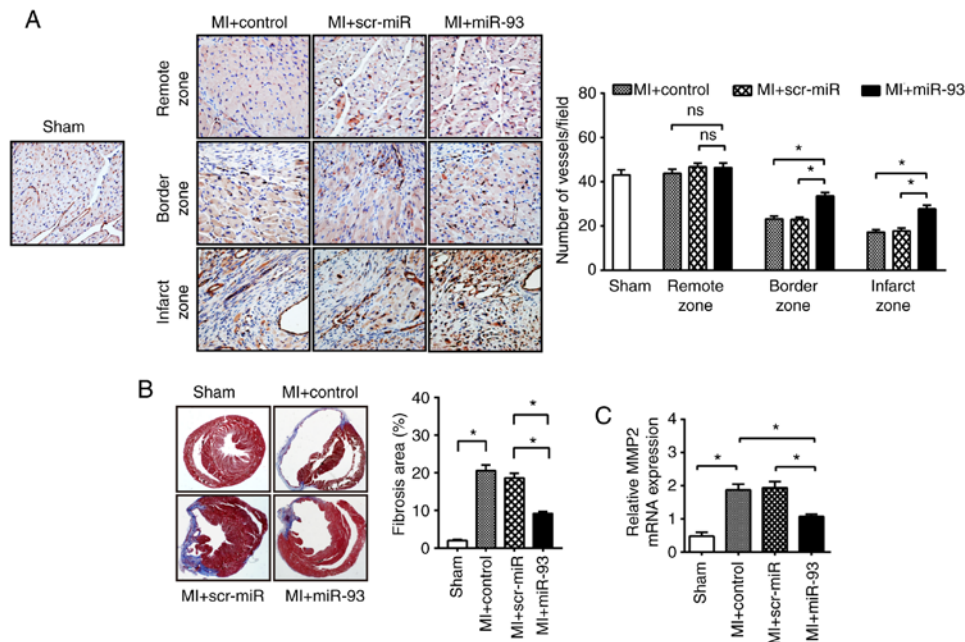 A
MI+control
MI+scr-miR
MI+miR-93
Sham
Remote
zone
Border
zone
Infarct
zone
MI+control
MI+scr-miR
MI+miR-93
Number of vessels/field
80
60
40
20
0
ns
ns
*
*
*
*
Sham
Remote
zone
Border
zone
Infarct
zone
B
Sham
MI+control
MI+scr-miR
MI+miR-93
Fibrosis area (%)
40
30
20
10
0
*
*
*
Sham
MI+control
MI+scr-miR
MI+miR-93
C
Relative MMP2
mRNA expression
4
3
2
1
0
*
*
*
Sham
MI+control
MI+scr-miR
MI+miR-93